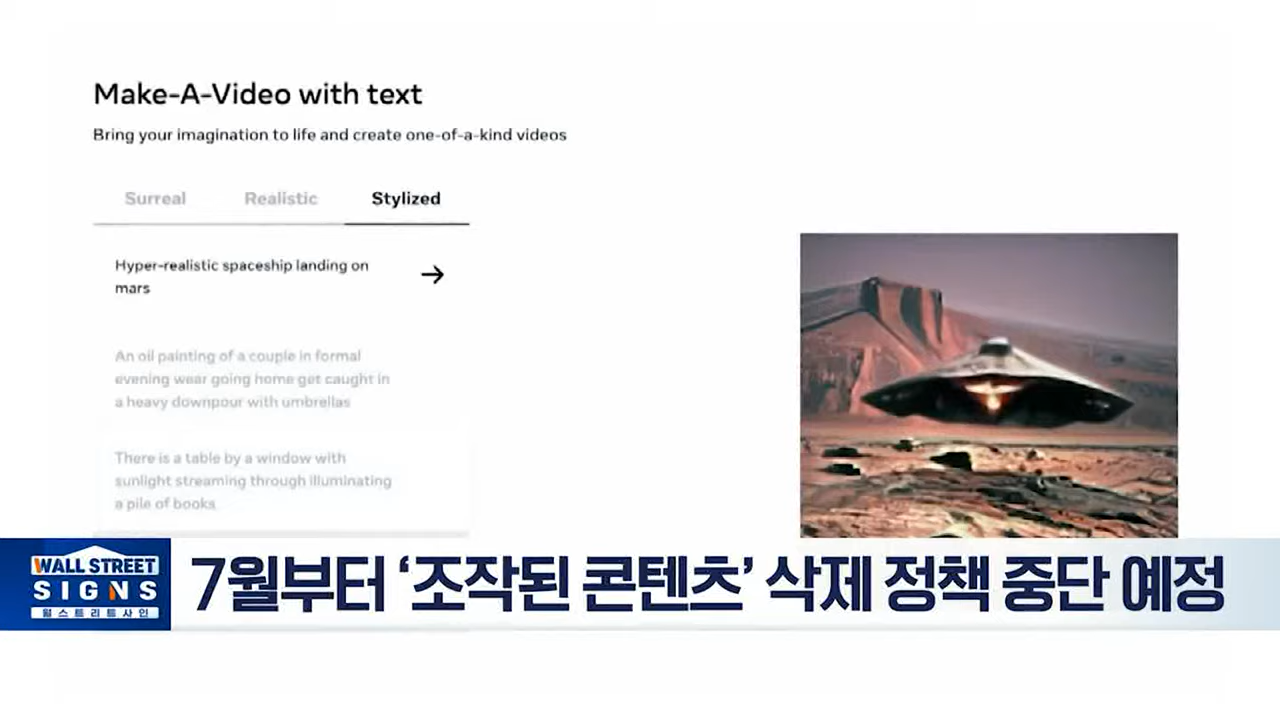 Make-A-Video with text
Bring your imagination to life and create one-of-a-kind videos
Surreal Realistic Stylized
Hyper-realistic spaceship landing on
mars
An oil painting of a couple in formal
evening wear going home get caught in
a heavy downpour with umbrellas
There is a table by a window with
sunlight streaming through illuminating
a pile of books
WALL STREET
SIGNS
월스트리트사인
7월부터 ‘조작된 콘텐츠’ 삭제 정책 중단 예정